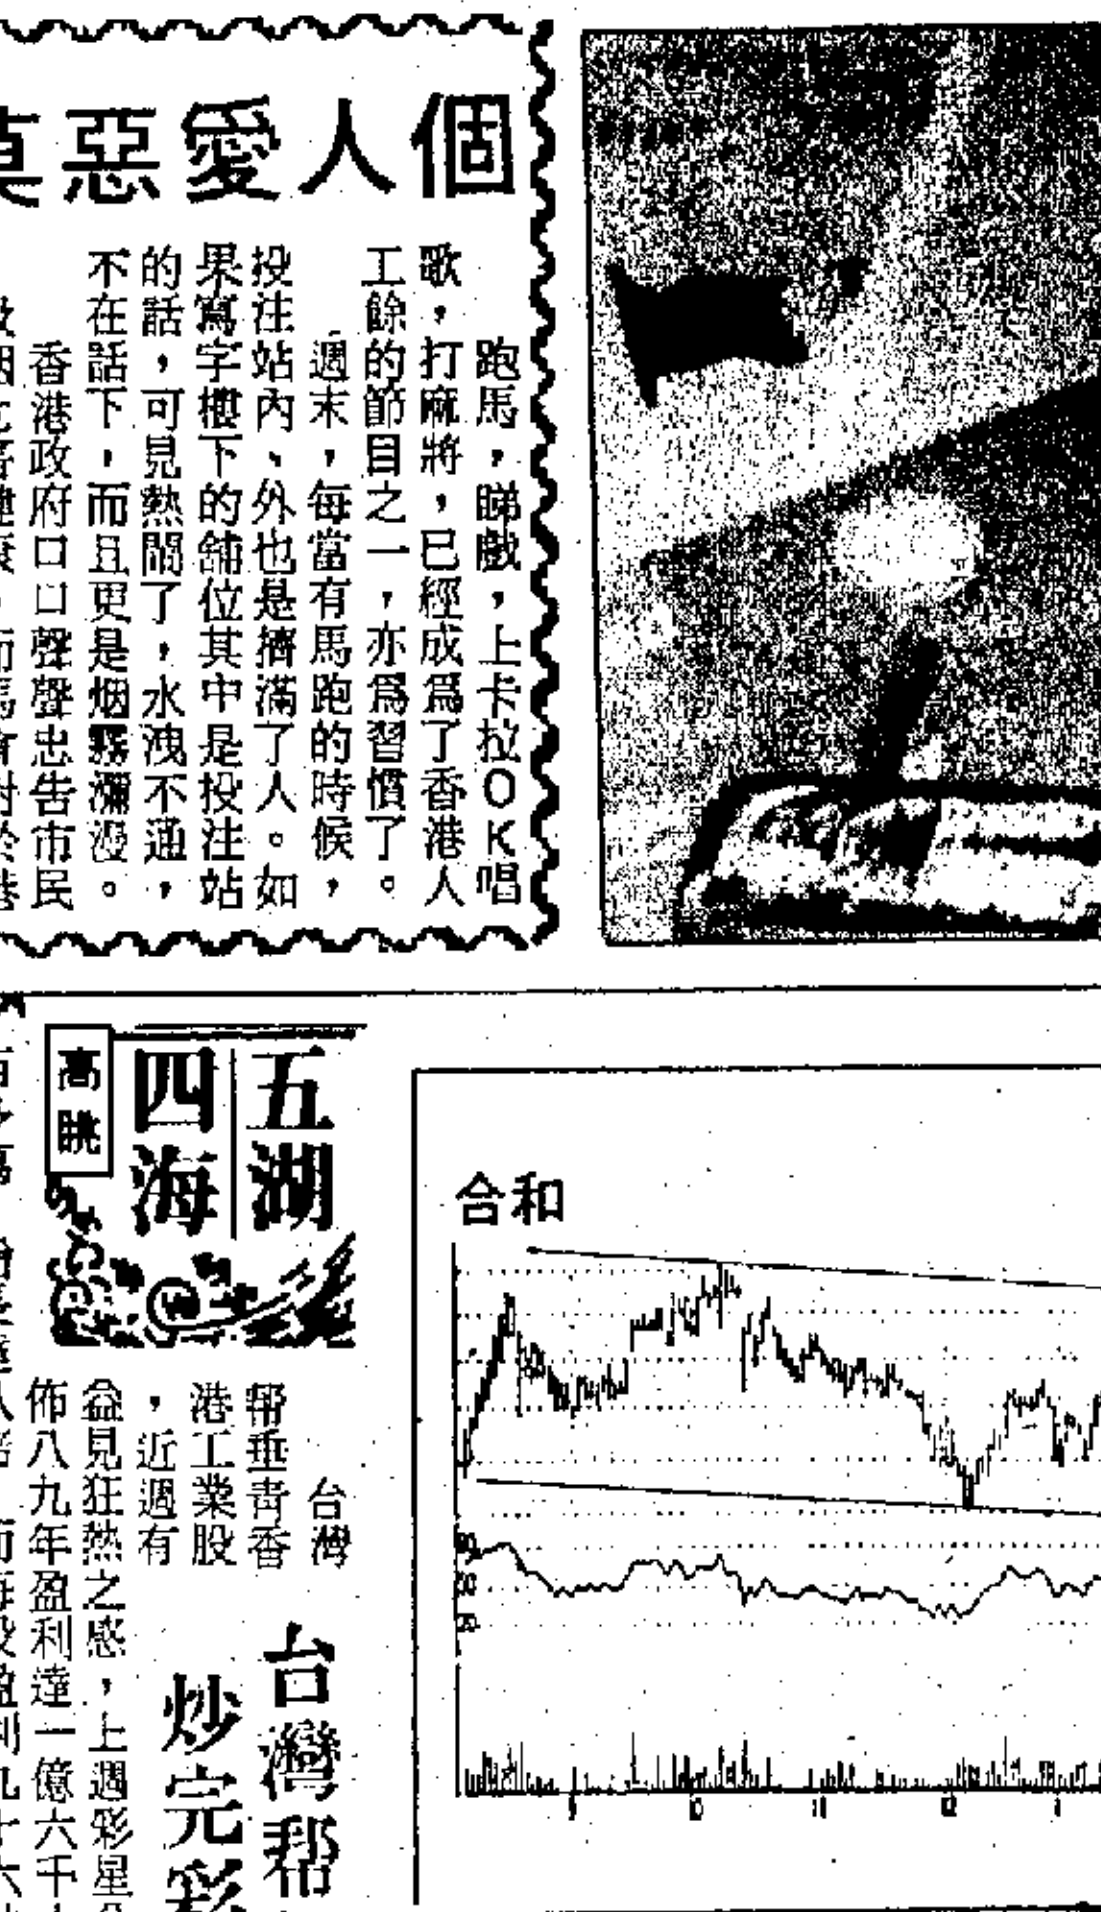 個人愛惡
跑馬，睇戲，上卡拉OK唱
歌，打麻將，已經成爲了香港人
工餘的節目之一，亦爲習慣了。
週末，每當有馬跑的時候，
投注站內、外也是擠滿了人。如
果寫字樓下的舖位其中是投注站
的話，可見熱鬧了，水洩不通，
不在話下，而且更是烟霧瀰漫。
香港政府口口聲聲忠告市民
五湖
四海
高眺
台灣
幫垂青香
港工業股
，近週有
益見狂熱之感，上週彩星
佈八九年盈利達一億六千
台灣幫
炒完彩
合和
10
11
12
1